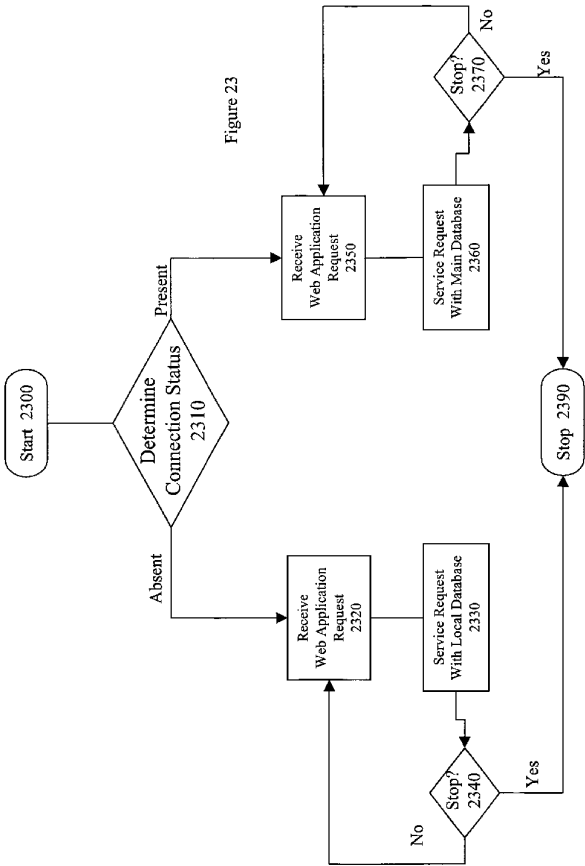 Start 2300
Determine
Connection Status
2310
Absent
Present
Receive
Web Application
Request
2320
Receive
Web Application
Request
2350
Figure 23
Service Request
With Local Database
2330
Service Request
With Main Database
2360
Stop?
2340
No
Yes
Stop?
2370
No
Yes
Stop 2390